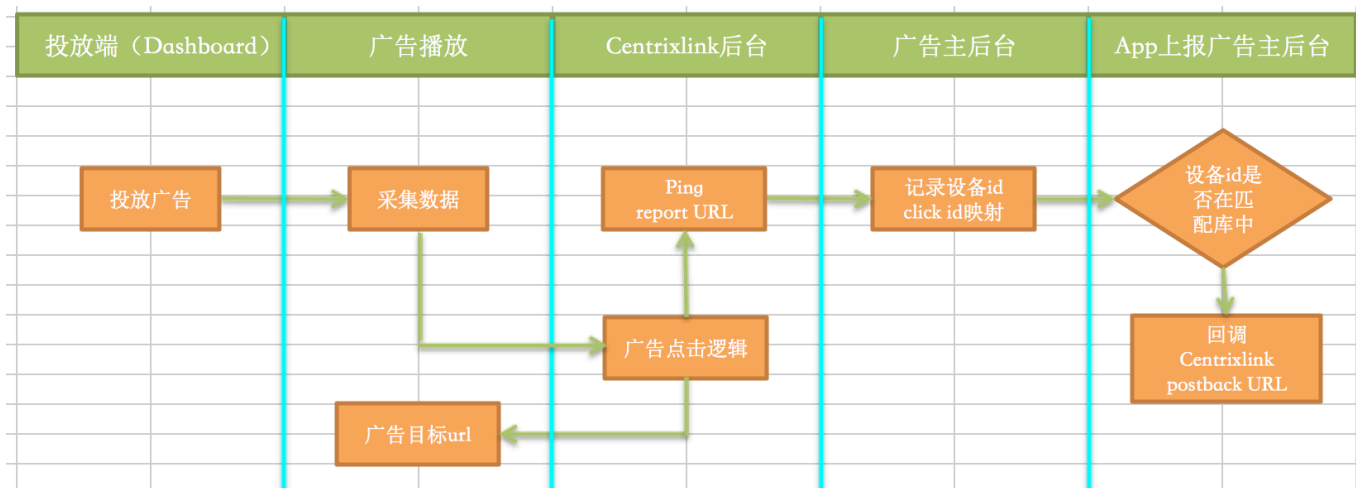 投放端（Dashboard）
广告播放
Centrixlink后台
广告主后台
App上报广告主后台
投放广告
采集数据
Ping
report URL
记录设备id
click id映射
设备id是
否在匹
配库中
广告点击逻辑
回调
Centrixlink
postback URL
广告目标url